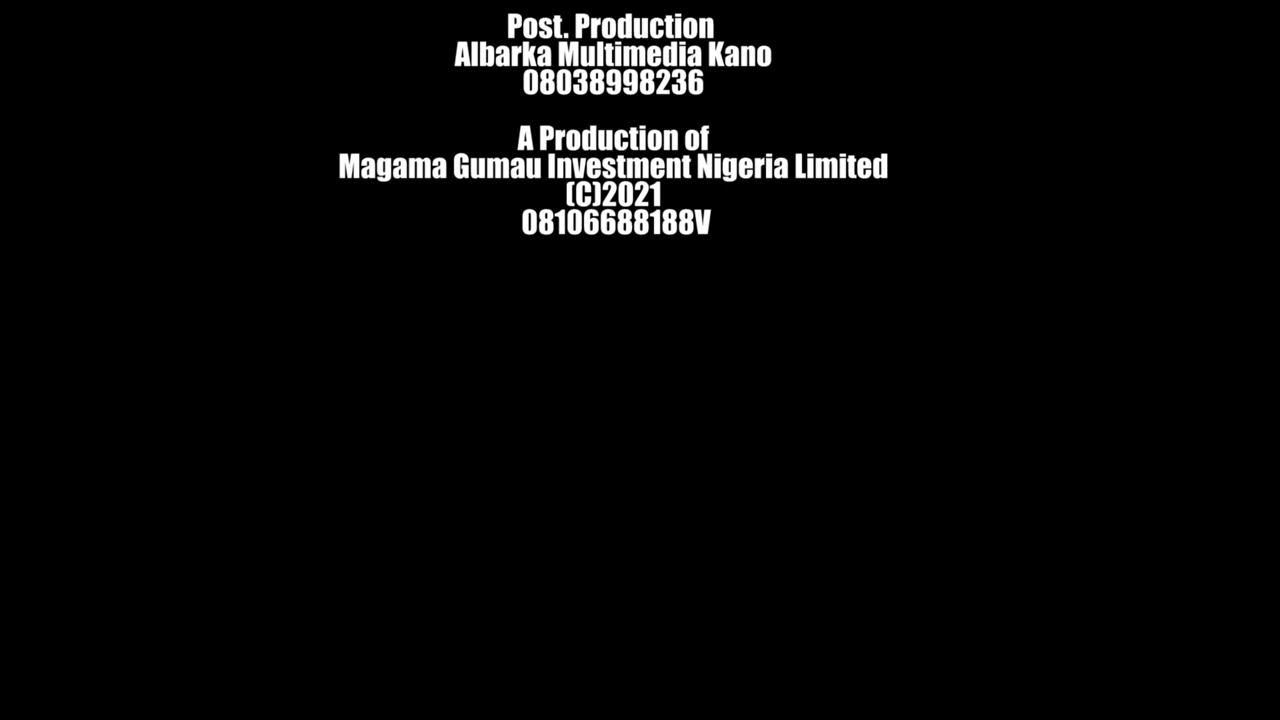 Post. Production
Albarka Multimedia Kano
08038998236
A Production of
Magama Gumau Investment Nigeria Limited
(C)2021
08106688188V